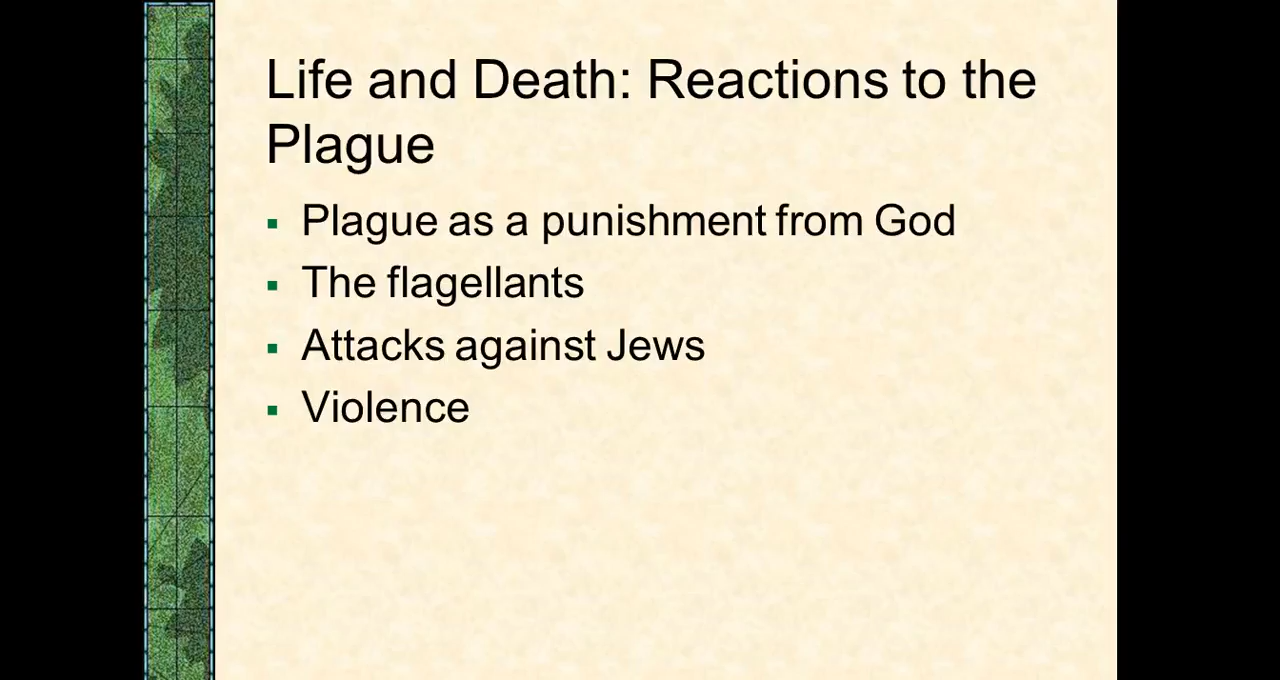 Life and Death: Reactions to the
Plague
▪ Plague as a punishment from God
▪ The flagellants
▪ Attacks against Jews
▪ Violence